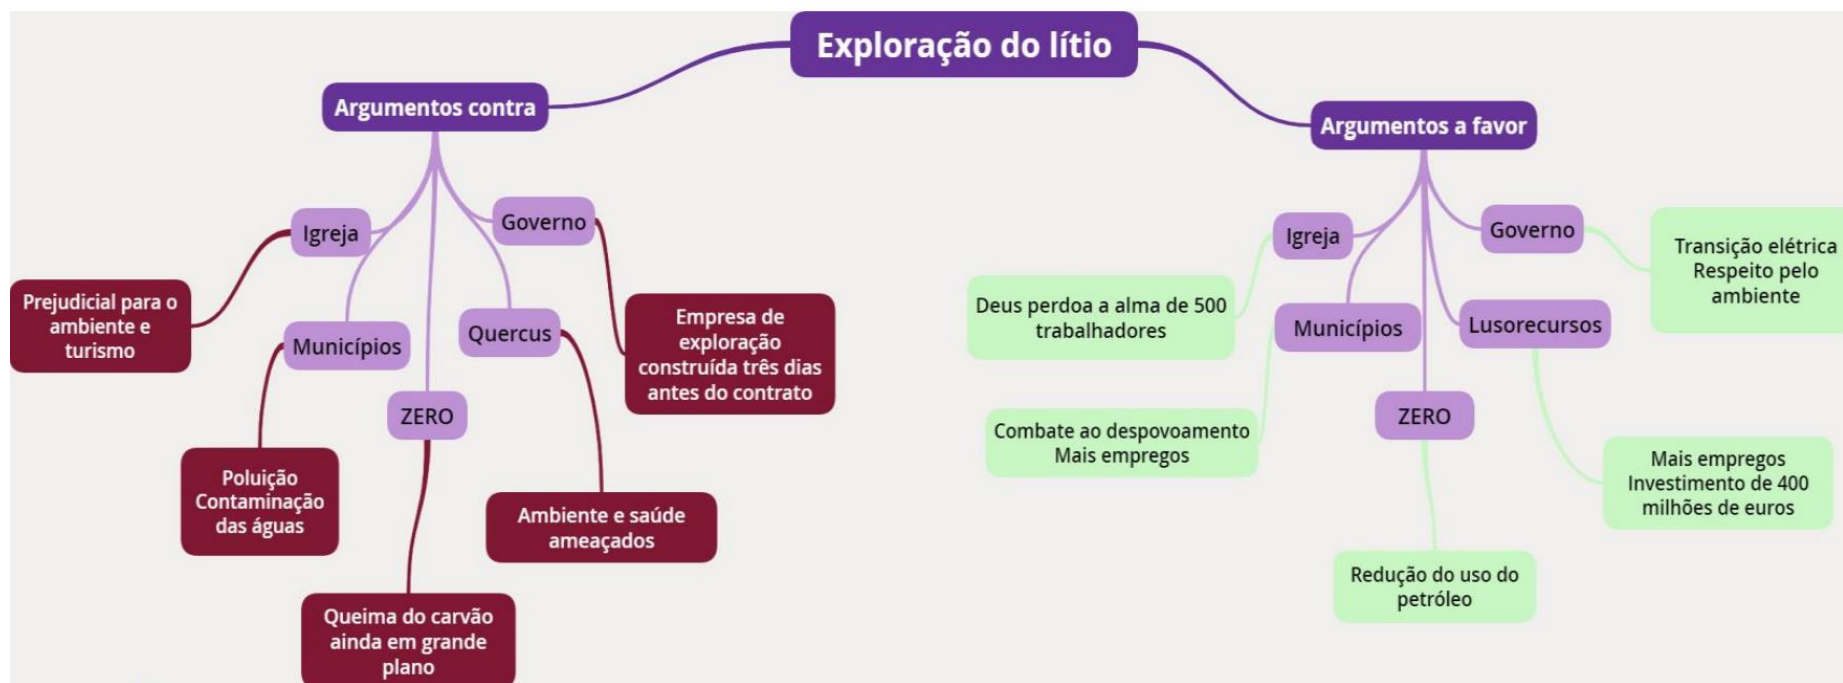 Exploração do lítio
Argumentos contra
Igreja
Prejudicial para o
ambiente e
turismo
Municípios
Poluição
Contaminação
das águas
ZERO
Queima do carvão
ainda em grande
plano
Quercus
Ambiente e saúde
ameaçados
Governo
Empresa de
exploração
construída três dias
antes do contrato
Argumentos a favor
Igreja
Deus perdoa a alma de 500
trabalhadores
Municípios
Combate ao despovoamento
Mais empregos
ZERO
Redução do uso do
petróleo
Lusorecursos
Mais empregos
Investimento de 400
milhões de euros
Governo
Transição elétrica
Respeito pelo
ambiente